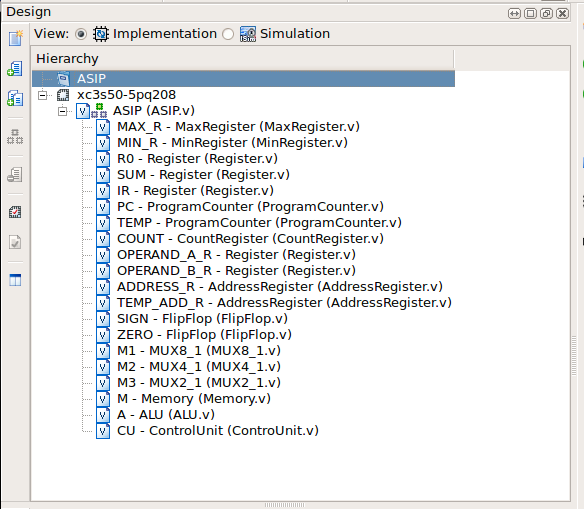 Design
View: Implementation Simulation
Hierarchy
ASIP
xc3s50-5pq208
ASIP (ASIP.v)
MAX_R - MaxRegister (MaxRegister.v)
MIN_R - MinRegister (MinRegister.v)
R0 - Register (Register.v)
SUM - Register (Register.v)
IR - Register (Register.v)
PC - ProgramCounter (ProgramCounter.v)
TEMP - ProgramCounter (ProgramCounter.v)
COUNT - CountRegister (CountRegister.v)
OPERAND_A_R - Register (Register.v)
OPERAND_B_R - Register (Register.v)
ADDRESS_R - AddressRegister (AddressRegister.v)
TEMP_ADD_R - AddressRegister (AddressRegister.v)
SIGN - FlipFlop (FlipFlop.v)
ZERO - FlipFlop (FlipFlop.v)
M1 - MUX8_1 (MUX8_1.v)
M2 - MUX4_1 (MUX4_1.v)
M3 - MUX2_1 (MUX2_1.v)
M - Memory (Memory.v)
A - ALU (ALU.v)
CU - ControlUnit (ControUnit.v)